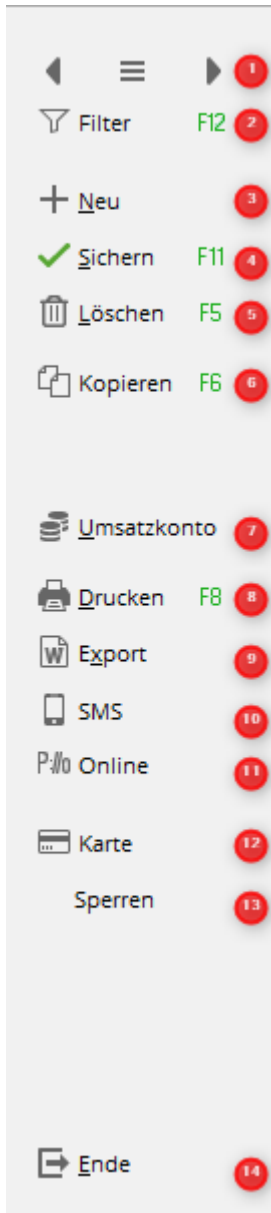 1
Filter F12 2
Neu 3
Sichern F11 4
Löschen F5 5
Kopieren F6 6
Umsatzkonto 7
Drucken F8 8
W Export 9
SMS 10
P://o Online 11
Karte 12
Sperren 13
Ende 14